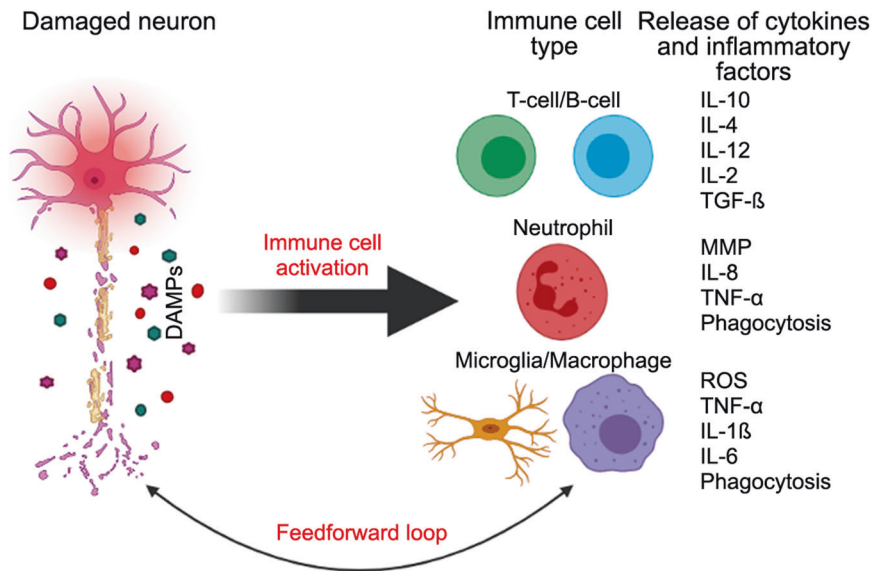 Damaged neuron
Immune cell
type
Release of cytokines
and inflammatory
factors
T-cell/B-cell
IL-10
IL-4
IL-12
IL-2
TGF-ß
DAMPs
Immune cell
activation
Neutrophil
MMP
IL-8
TNF-α
Phagocytosis
Microglia/Macrophage
ROS
TNF-α
IL-1ß
IL-6
Phagocytosis
Feedforward loop